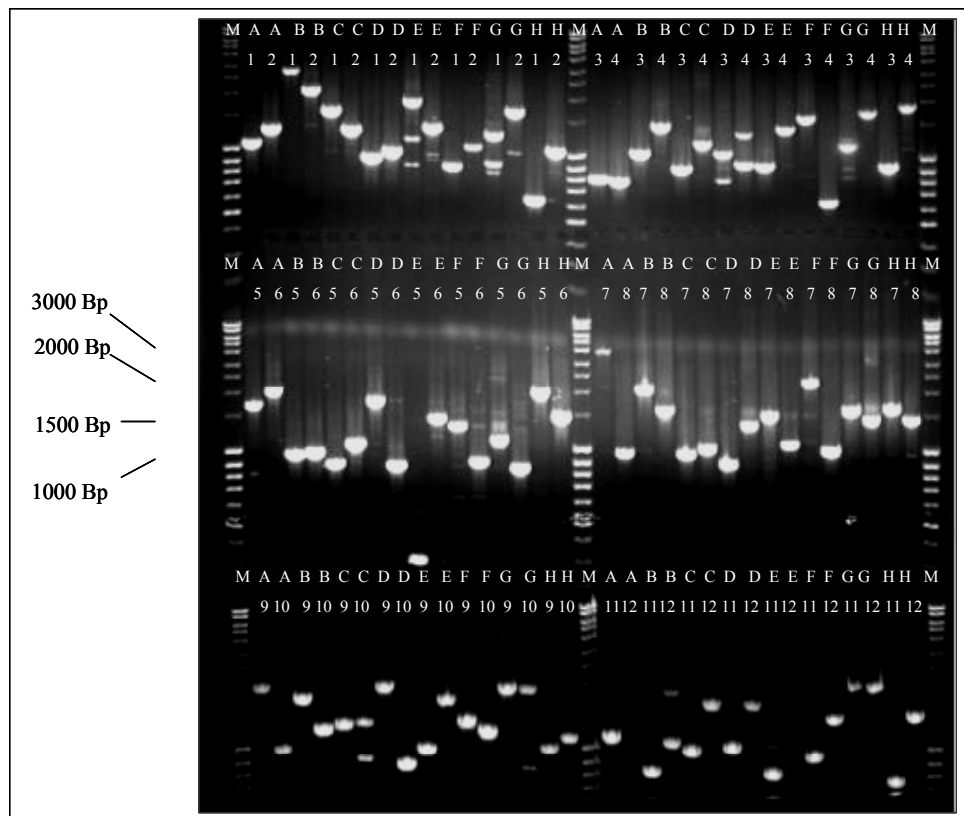 M A A B B C C D D E E F F G G H H M A A B B C C D D E E F F G G H H M
1 2 1 2 1 2 1 2 1 2 1 2 1 2 1 2 3 4 3 4 3 4 3 4 3 4 3 4 3 4 3 4
M A A B B C C D D E E F F G G H H M A A B B C C D D E E F F G G H H M
5 6 5 6 5 6 5 6 5 6 5 6 5 6 5 6 7 8 7 8 7 8 7 8 7 8 7 8 7 8 7 8
3000 Bp
2000 Bp
1500 Bp
1000 Bp
M A A B B C C D D E E F F G G H H M A A B B C C D D E E F F G G H H M
9 10 9 10 9 10 9 10 9 10 9 10 9 10 9 10 11 12 11 12 11 12 11 12 11 12 11 12 11 12 11 12